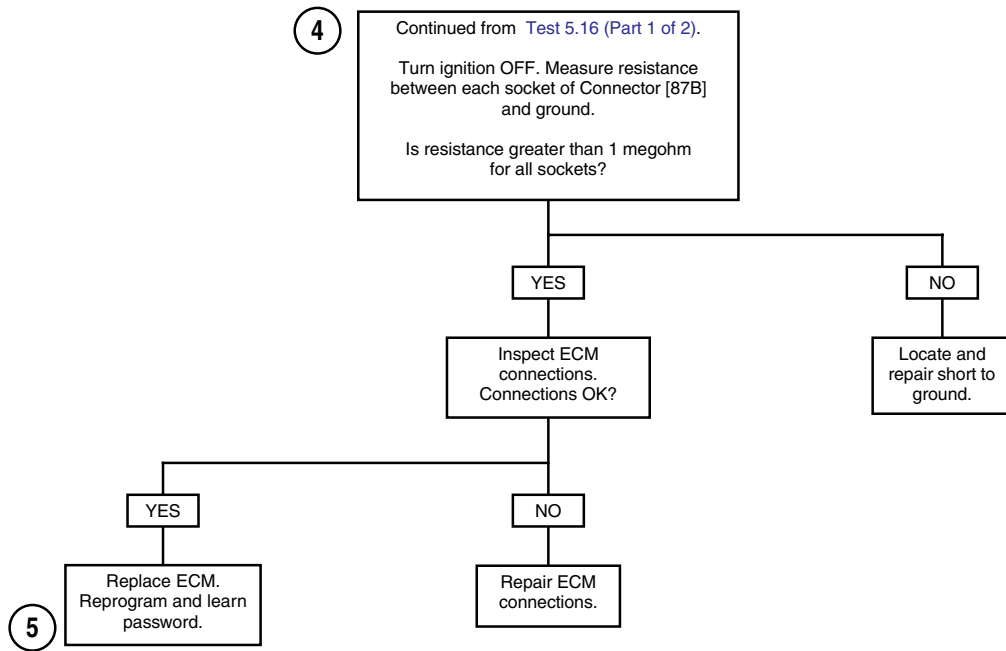 4
Continued from Test 5.16 (Part 1 of 2).
Turn ignition OFF. Measure resistance
between each socket of Connector [87B]
and ground.
Is resistance greater than 1 megohm
for all sockets?
YES
NO
Inspect ECM
connections.
Connections OK?
Locate and
repair short to
ground.
YES
NO
Replace ECM.
Reprogram and learn
password.
Repair ECM
connections.
5